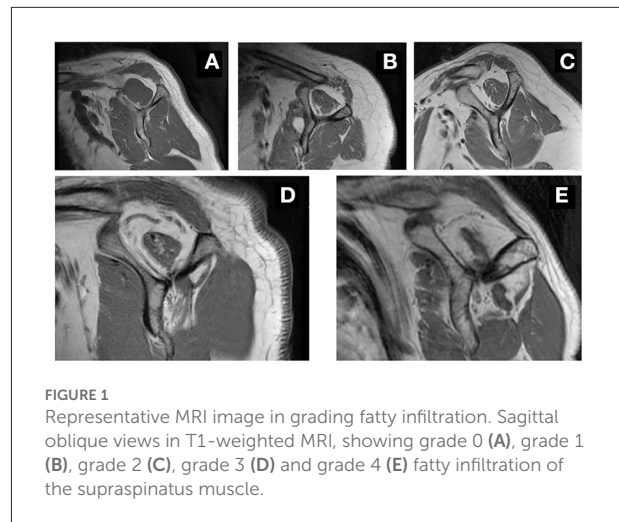 A
B
C
D
E
FIGURE 1
Representative MRI image in grading fatty infiltration. Sagittal
oblique views in T1-weighted MRI, showing grade 0 (A), grade 1
(B), grade 2 (C), grade 3 (D) and grade 4 (E) fatty infiltration of
the supraspinatus muscle.